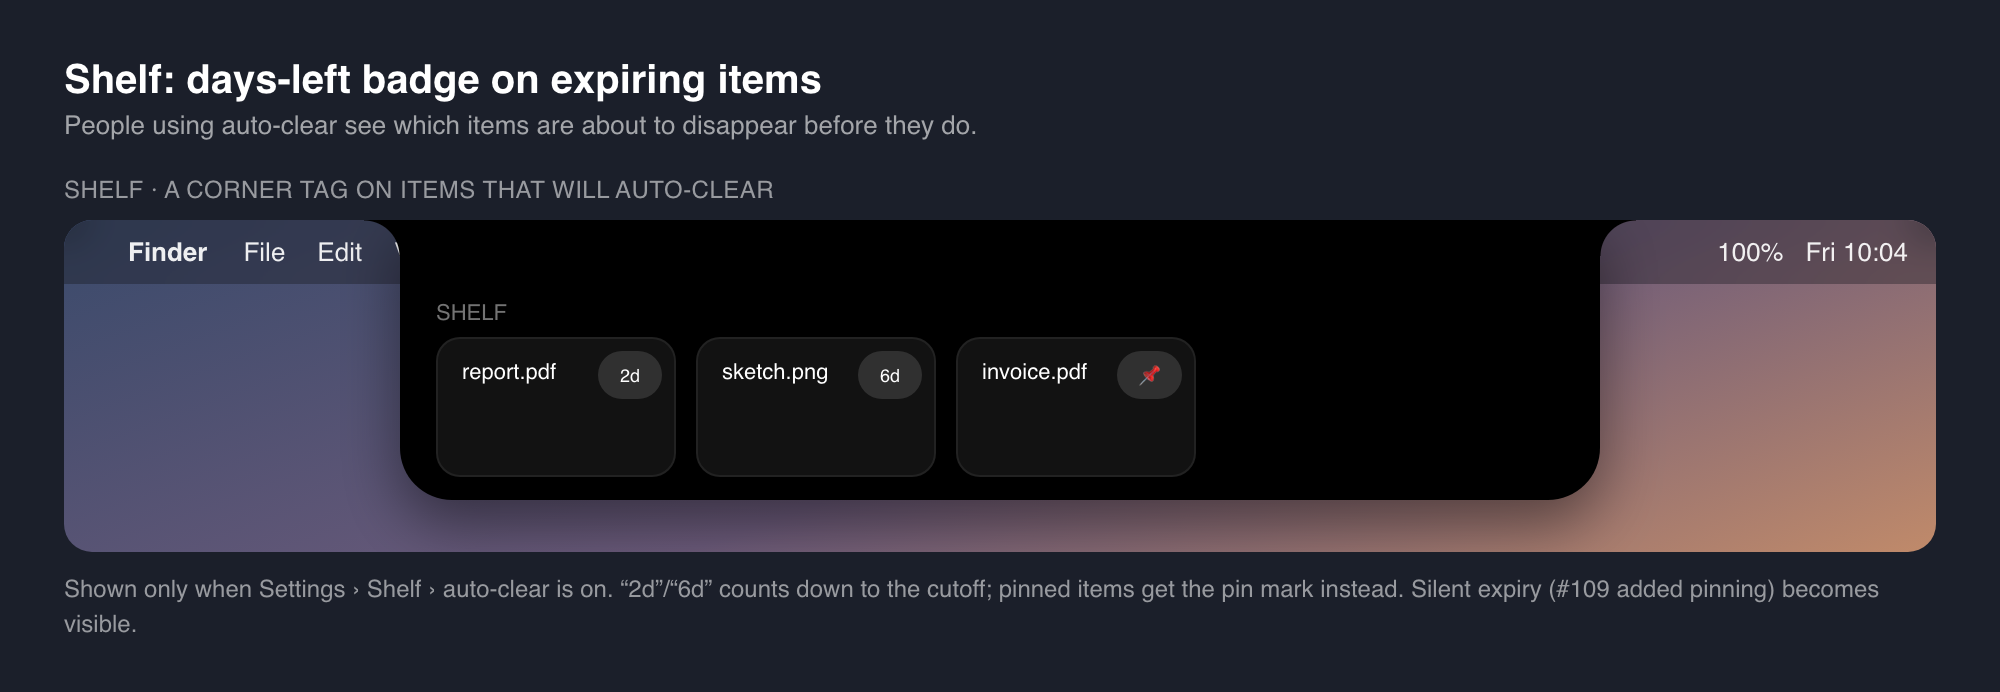 Shelf: days-left badge on expiring items
People using auto-clear see which items are about to disappear before they do.
SHELF · A CORNER TAG ON ITEMS THAT WILL AUTO-CLEAR
Finder File Edit
100% Fri 10:04
SHELF
report.pdf 2d sketch.png 6d invoice.pdf
Shown only when Settings › Shelf › auto-clear is on. “2d”/“6d” counts down to the cutoff; pinned items get the pin mark instead. Silent expiry (#109 added pinning) becomes
visible.